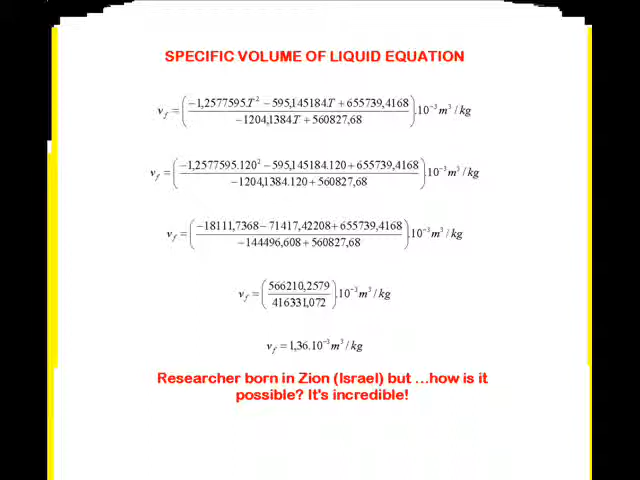 SPECIFIC VOLUME OF LIQUID EQUATION
v_f = ((-1,2577595.T² - 595,145184.T + 655739,4168) / (-1204,1384.T + 560827,68)).10⁻³ m³/kg
v_f = ((-1,2577595.120² - 595,145184.120 + 655739,4168) / (-1204,1384.120 + 560827,68)).10⁻³ m³/kg
v_f = ((-18111,7368 - 71417,42208 + 655739,4168) / (-144496,608 + 560827,68)).10⁻³ m³/kg
v_f = (566210,2579 / 416331,072).10⁻³ m³/kg
v_f = 1,36.10⁻³ m³/kg
Researcher born in Zion (Israel) but ...how is it
possible? It's incredible!